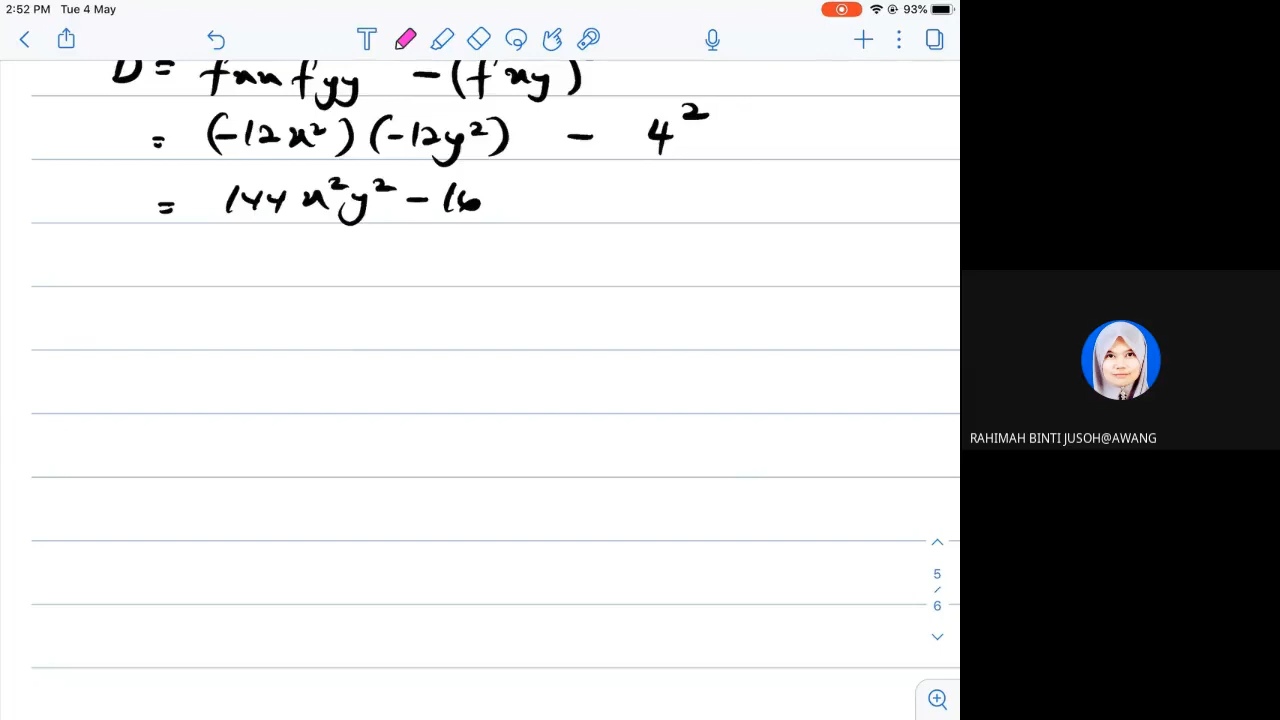 2:52 PM Tue 4 May 93%
D = fxx fyy - (fxy)²
= (-12x²)(-12y²) - 4²
= 144x²y² - 16
RAHIMAH BINTI JUSOH@AWANG
5
/
6